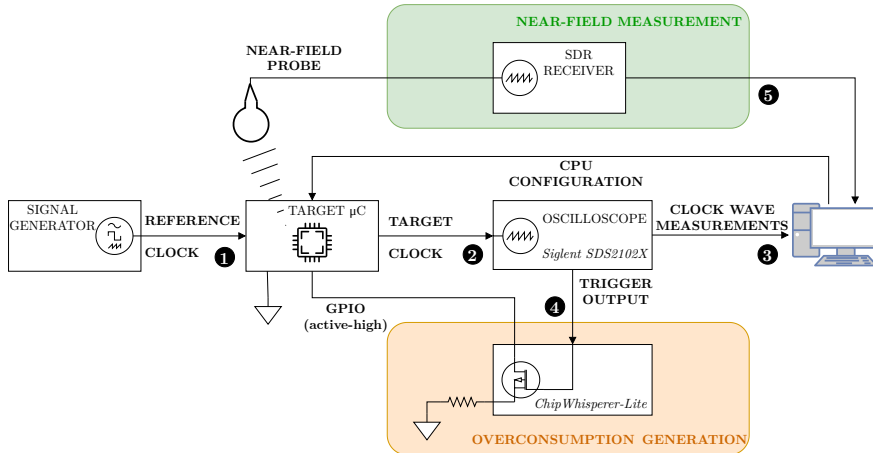 NEAR-FIELD MEASUREMENT
NEAR-FIELD
PROBE
SDR
RECEIVER
5
CPU
CONFIGURATION
SIGNAL
GENERATOR
REFERENCE
CLOCK
1
TARGET µC
TARGET
CLOCK
2
OSCILLOSCOPE
Siglent SDS2102X
CLOCK WAVE
MEASUREMENTS
3
GPIO
(active-high)
4
TRIGGER
OUTPUT
ChipWhisperer-Lite
OVERCONSUMPTION GENERATION